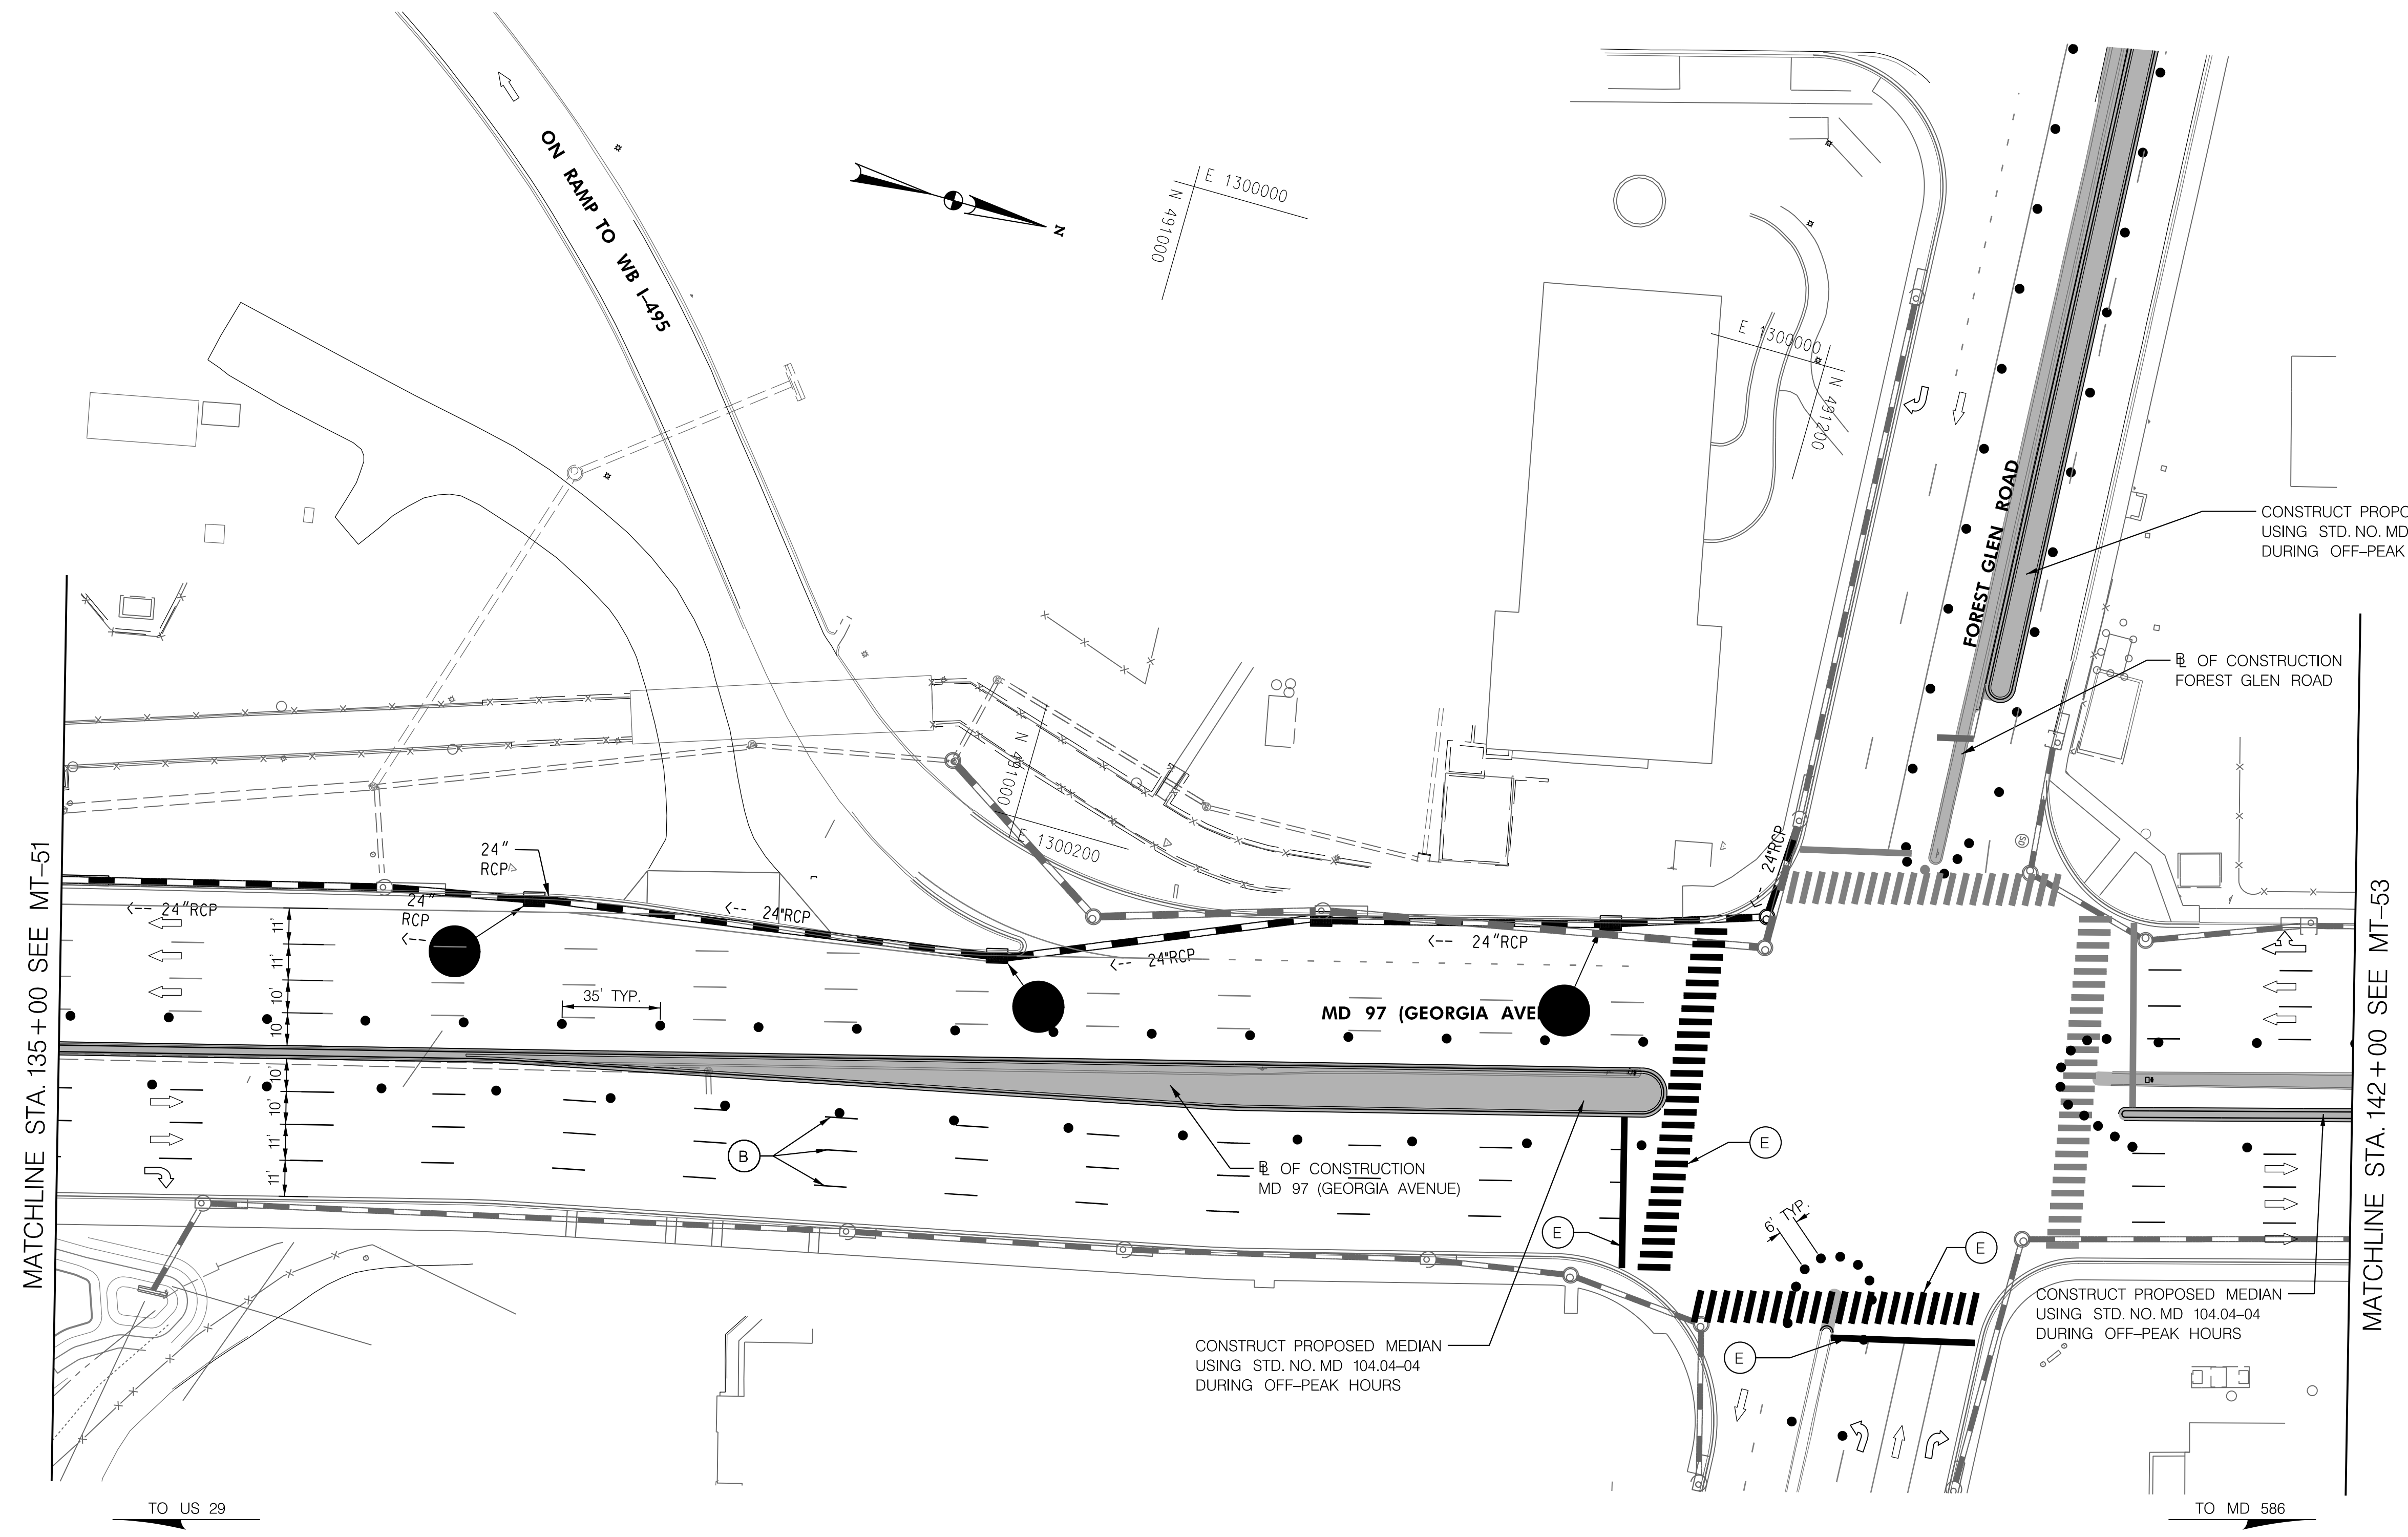 ON RAMP TO WB I-495
N
E 1300000
N 491000
E 1300000
N 491200
FOREST GLEN ROAD
CONSTRUCT PROPO
USING STD. NO. MD
DURING OFF-PEAK
OF CONSTRUCTION
FOREST GLEN ROAD
N 491000
E 1300200
MATCHLINE STA. 135+00 SEE MT-51
24"
RCP
24"
RCP
<-- 24"RCP
<--
<-- 24"RCP
<-- 24"RCP
<-- 24"RCP
<-- 24"RCP
11'
11'
10'
10'
35' TYP.
MD 97 (GEORGIA AVE
10'
10'
11'
11'
B
OF CONSTRUCTION
MD 97 (GEORGIA AVENUE)
E
E
6' TYP.
E
E
CONSTRUCT PROPOSED MEDIAN
USING STD. NO. MD 104.04-04
DURING OFF-PEAK HOURS
CONSTRUCT PROPOSED MEDIAN
USING STD. NO. MD 104.04-04
DURING OFF-PEAK HOURS
MATCHLINE STA. 142+00 SEE MT-53
TO US 29
TO MD 586